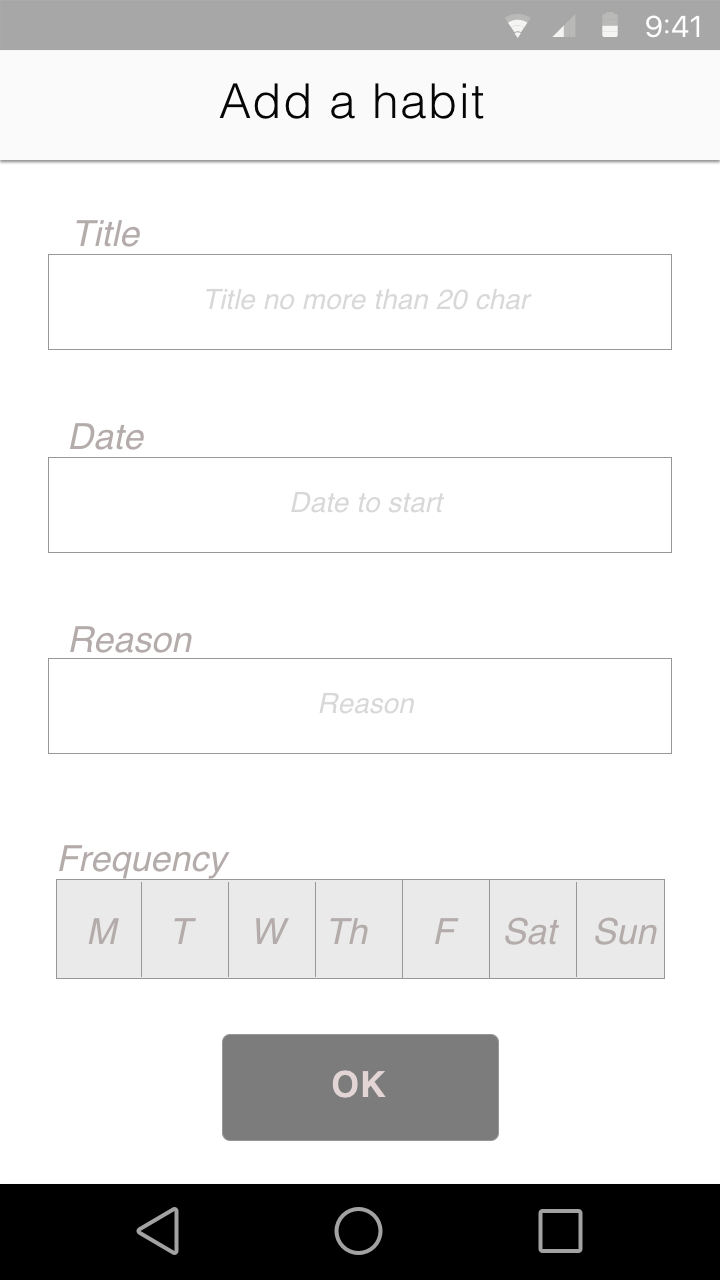 9:41
Add a habit
Title
Title no more than 20 char
Date
Date to start
Reason
Reason
Frequency
M T W Th F Sat Sun
OK